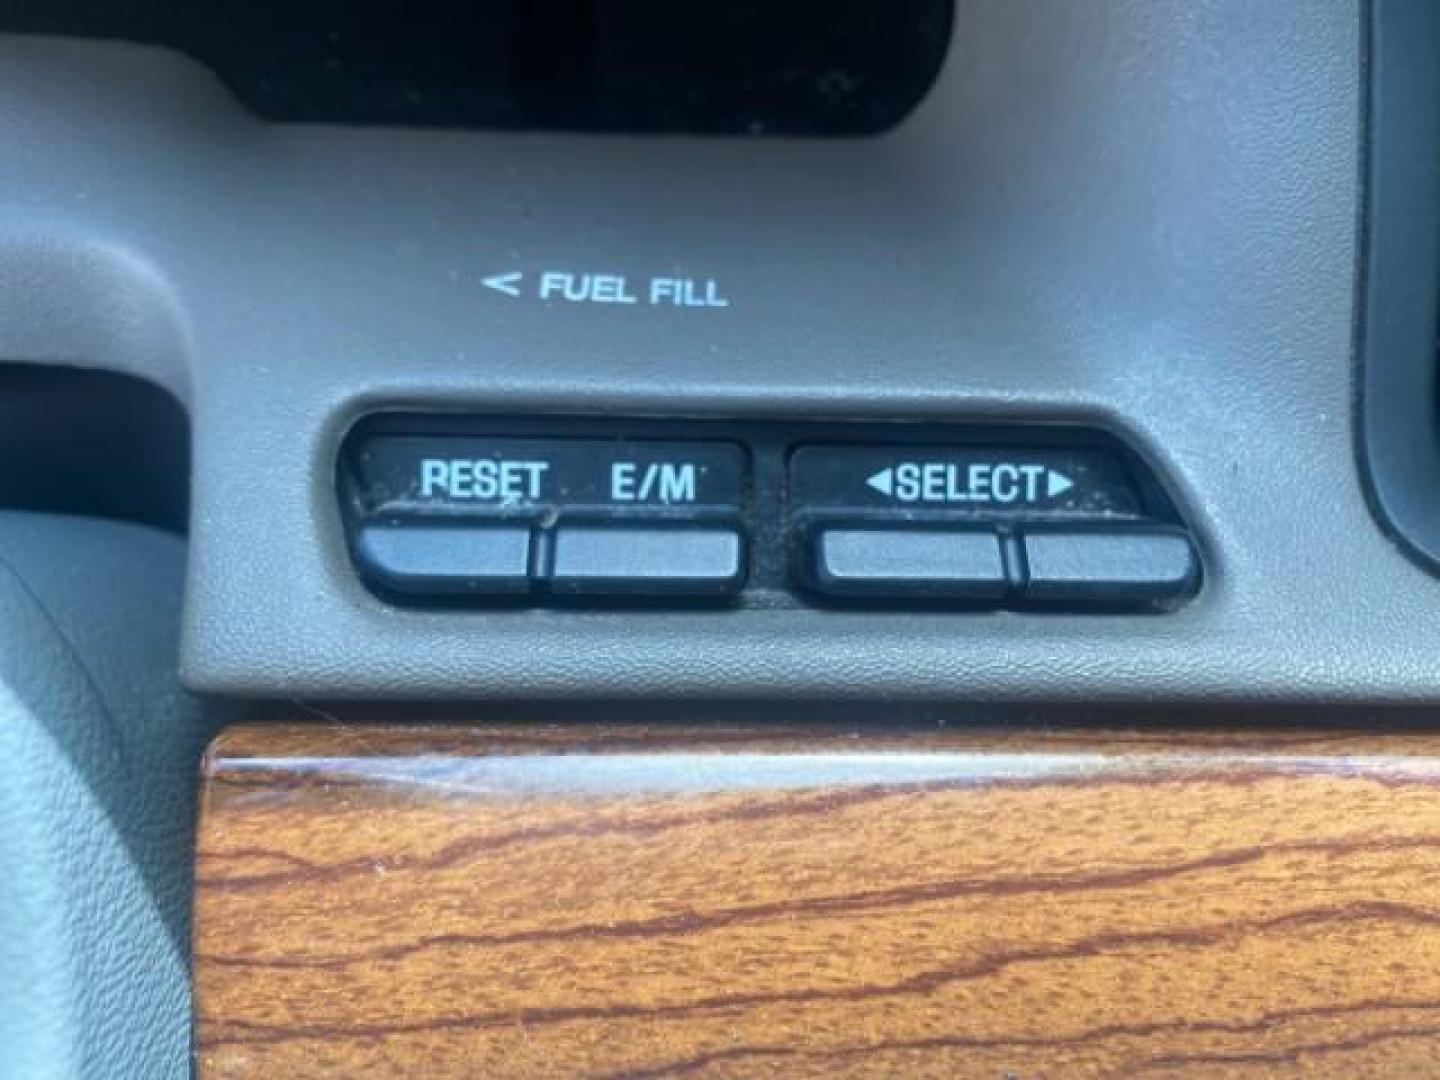 < FUEL FILL
RESET E/M ◀SELECT▶